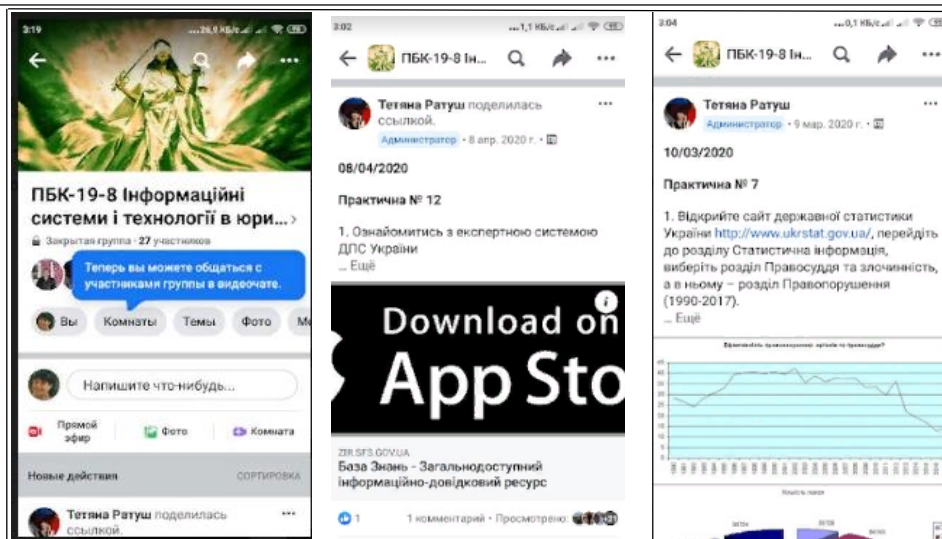 3:19
ПБК-19-8 Інформаційні
системи і технології в юри... >
Закрытая группа · 27 участников
Теперь вы можете общаться с
участниками группы в видеочате.
Вы
Комнаты
Темы
Фото
Напишите что-нибудь...
Прямой
эфир
Фото
Комната
Новые действия
СОРТИРОВКА
Тетяна Ратуш поделилась
ссылкой.
3:02
ПБК-19-8 Ін...
Тетяна Ратуш поделилась
ссылкой.
Администратор · 8 апр. 2020 г. ·
08/04/2020
Практична № 12
1. Ознайомитись з експертною системою
ДПС України
... Ещё
Download on
App Sto
ZIR.SFS.GOV.UA
База Знань - Загальнодоступний
інформаційно-довідковий ресурс
1
1 комментарий · Просмотрено:
3:04
ПБК-19-8 Ін...
Тетяна Ратуш
Администратор · 9 мар. 2020 г. ·
10/03/2020
Практична № 7
1. Відкрийте сайт державної статистики
України http://www.ukrstat.gov.ua/, перейдіть
до розділу Статистична інформація,
виберіть розділ Правосуддя та злочинність,
а в ньому – розділ Правопорушення
(1990-2017).
... Ещё